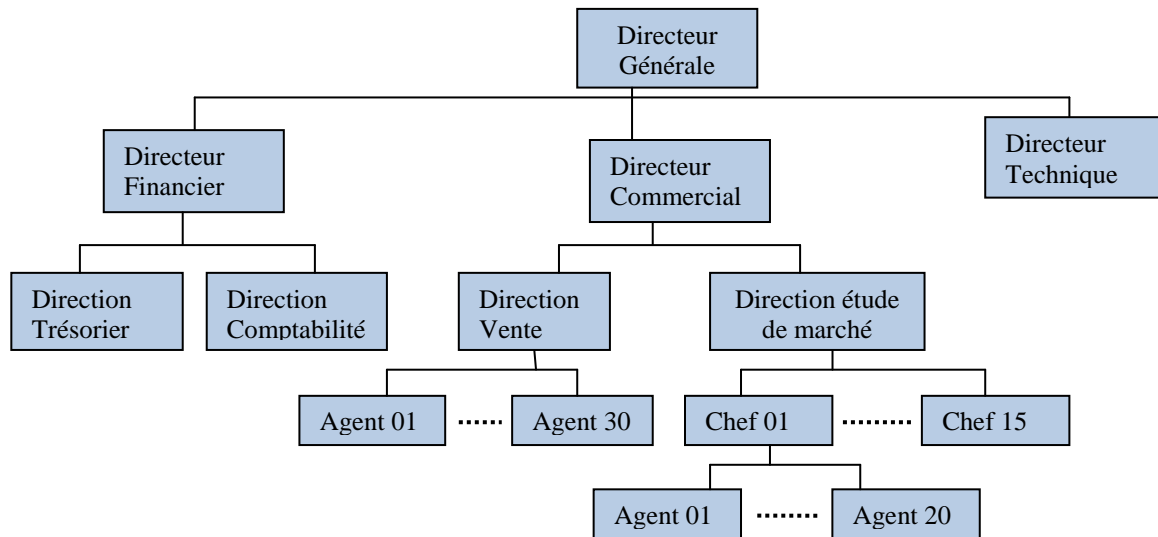 Directeur
Générale
Directeur
Financier
Directeur
Commercial
Directeur
Technique
Direction
Trésorier
Direction
Comptabilité
Direction
Vente
Direction étude
de marché
Agent 01
Agent 30
Chef 01
Chef 15
Agent 01
Agent 20